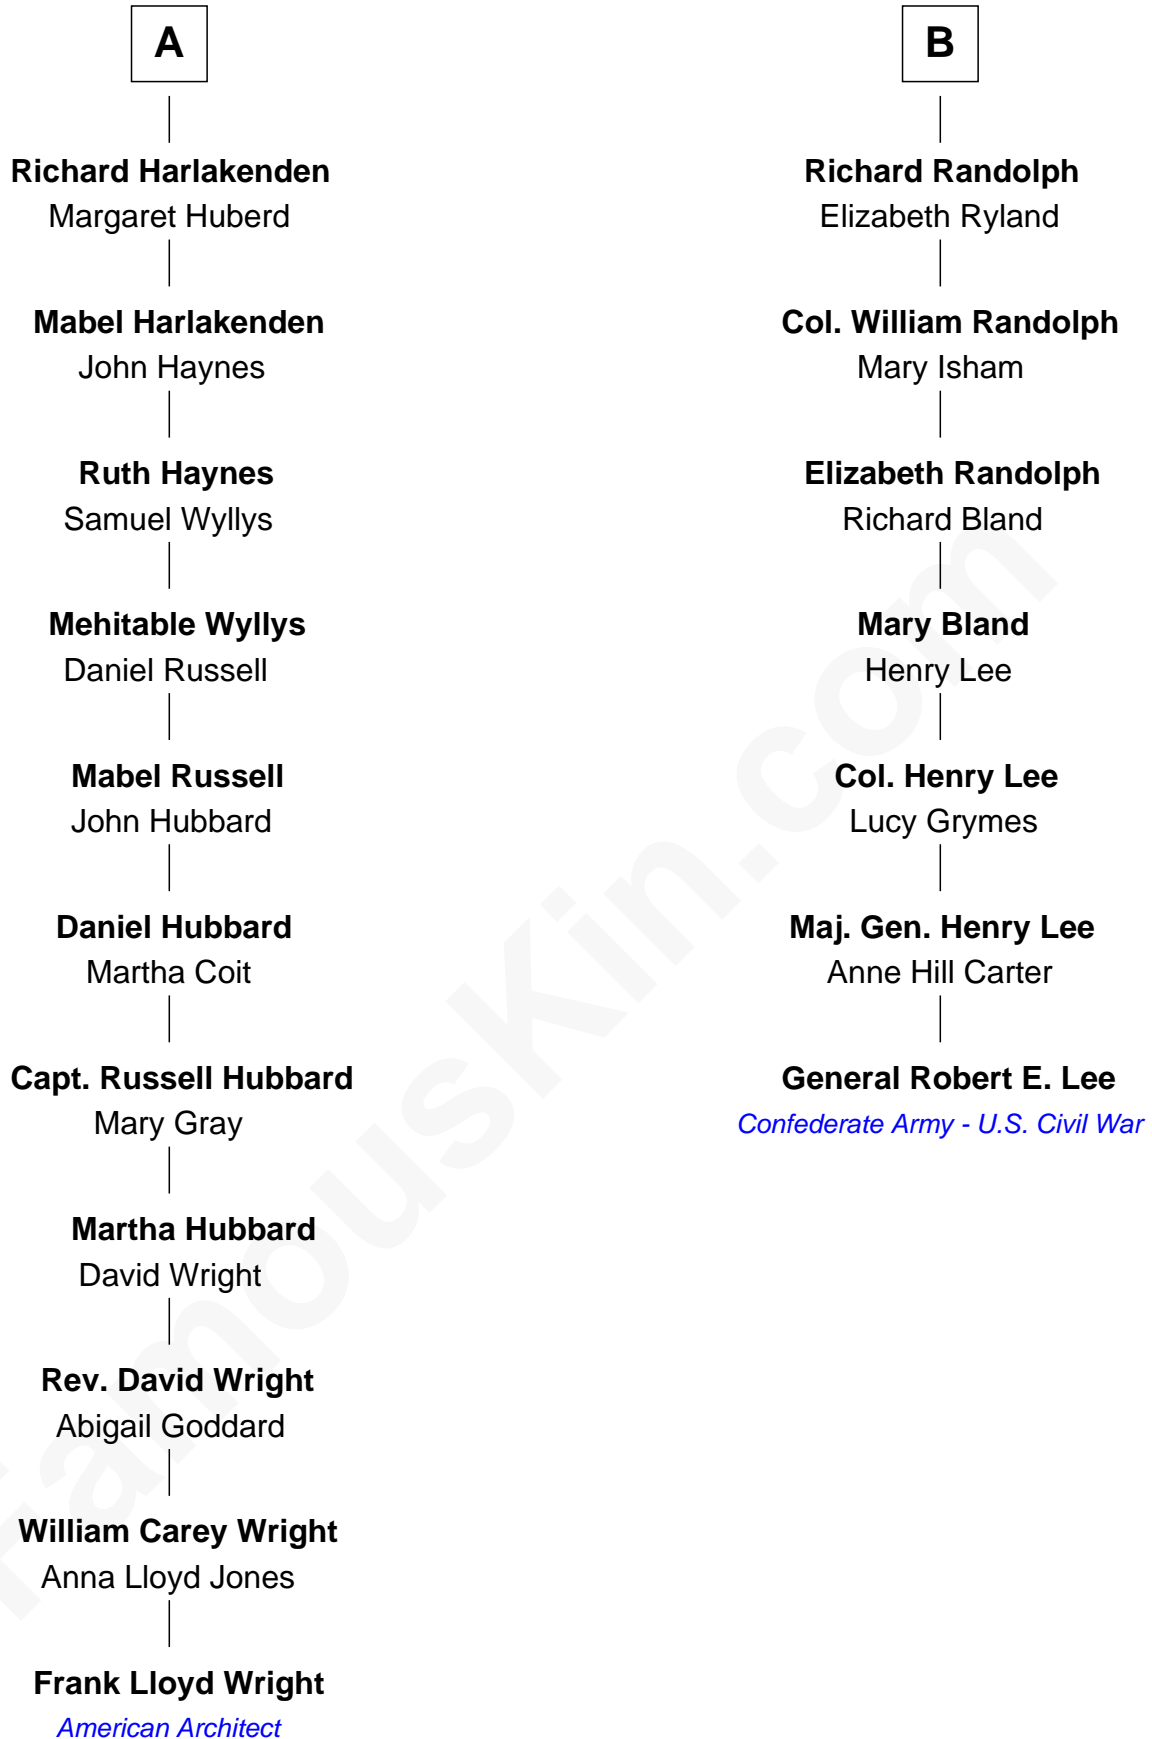 A
Richard Harlakenden
Margaret Huberd
Mabel Harlakenden
John Haynes
Ruth Haynes
Samuel Wyllys
Mehitable Wyllys
Daniel Russell
Mabel Russell
John Hubbard
Daniel Hubbard
Martha Coit
Capt. Russell Hubbard
Mary Gray
Martha Hubbard
David Wright
Rev. David Wright
Abigail Goddard
William Carey Wright
Anna Lloyd Jones
Frank Lloyd Wright
American Architect
B
Richard Randolph
Elizabeth Ryland
Col. William Randolph
Mary Isham
Elizabeth Randolph
Richard Bland
Mary Bland
Henry Lee
Col. Henry Lee
Lucy Grymes
Maj. Gen. Henry Lee
Anne Hill Carter
General Robert E. Lee
Confederate Army - U.S. Civil War
FamousKin.com